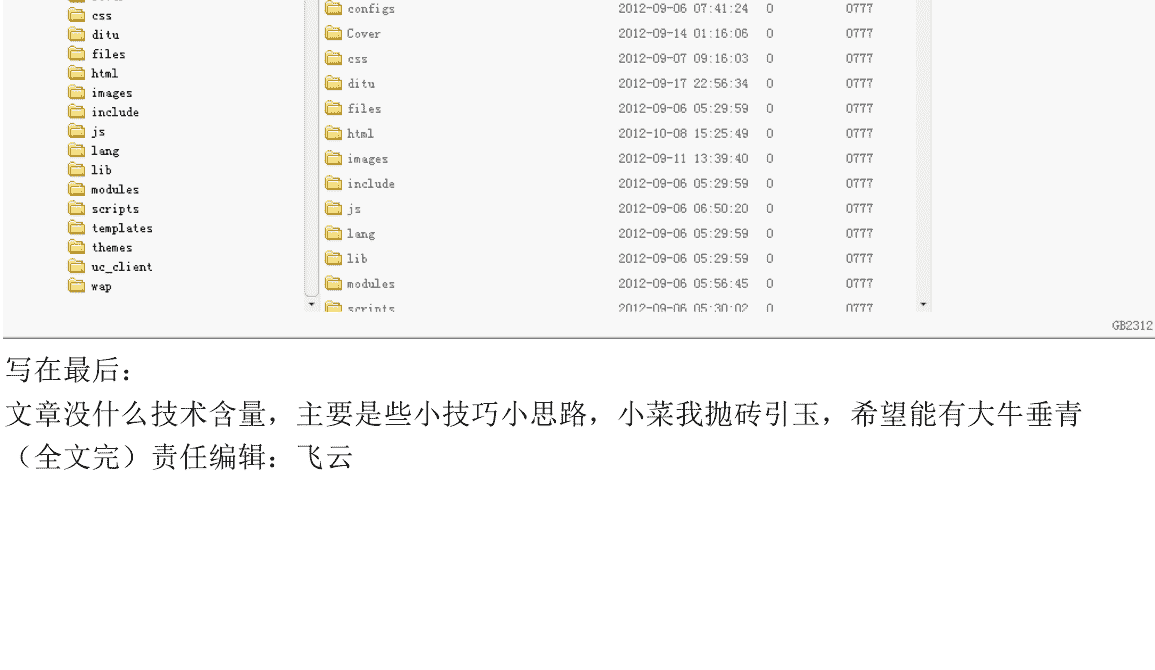 css
ditu
files
html
images
include
js
lang
lib
modules
scripts
templates
themes
uc_client
wap
configs 2012-09-06 07:41:24 0 0777
Cover 2012-09-14 01:16:06 0 0777
css 2012-09-07 09:16:03 0 0777
ditu 2012-09-17 22:56:34 0 0777
files 2012-09-06 05:29:59 0 0777
html 2012-10-08 15:25:49 0 0777
images 2012-09-11 13:39:40 0 0777
include 2012-09-06 05:29:59 0 0777
js 2012-09-06 06:50:20 0 0777
lang 2012-09-06 05:29:59 0 0777
lib 2012-09-06 05:29:59 0 0777
modules 2012-09-06 05:56:45 0 0777
scripts 2012-09-06 05:30:02 0 0777
GB2312
写在最后：
文章没什么技术含量，主要是些小技巧小思路，小菜我抛砖引玉，希望能有大牛垂青
（全文完）责任编辑：飞云